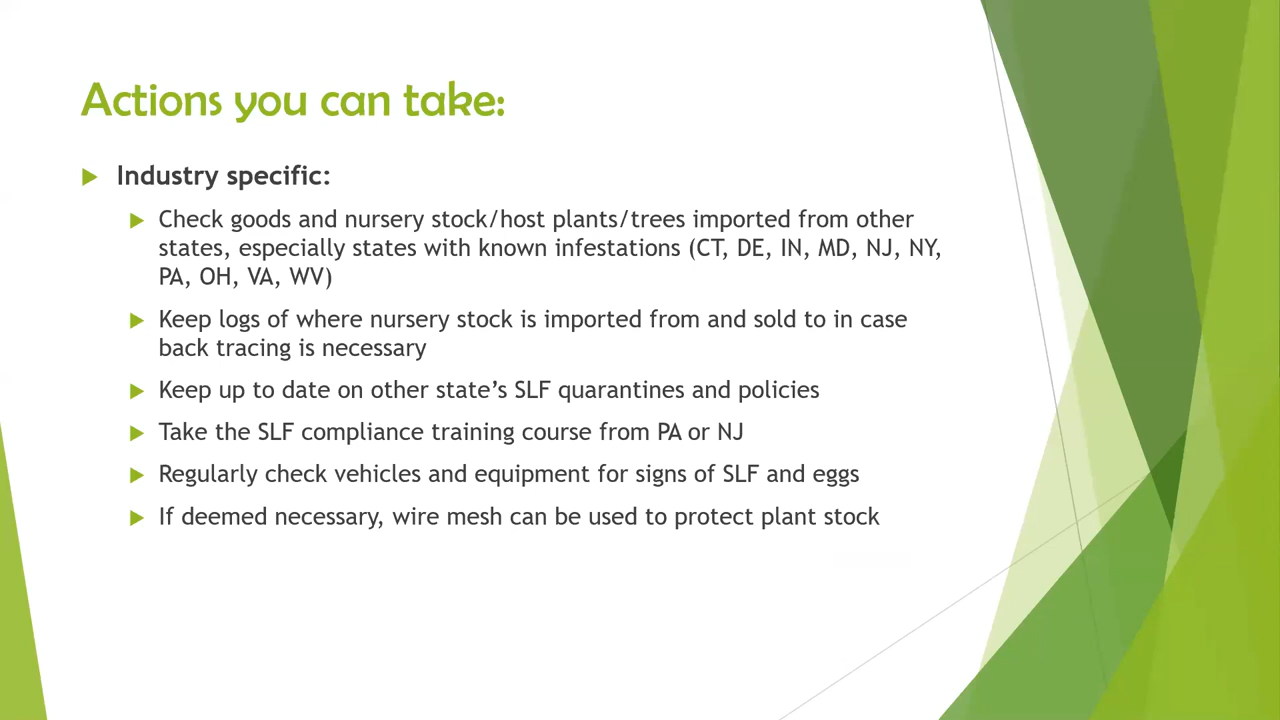 Actions you can take:
Industry specific:
Check goods and nursery stock/host plants/trees imported from other
states, especially states with known infestations (CT, DE, IN, MD, NJ, NY,
PA, OH, VA, WV)
Keep logs of where nursery stock is imported from and sold to in case
back tracing is necessary
Keep up to date on other state’s SLF quarantines and policies
Take the SLF compliance training course from PA or NJ
Regularly check vehicles and equipment for signs of SLF and eggs
If deemed necessary, wire mesh can be used to protect plant stock